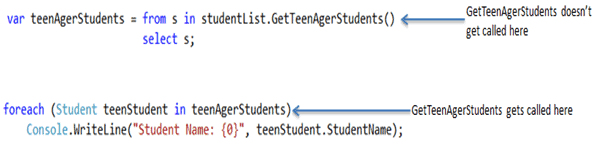 var teenAgerStudents = from s in studentList.GetTeenAgerStudents()
select s;
GetTeenAgerStudents doesn't
get called here
foreach (Student teenStudent in teenAgerStudents)
GetTeenAgerStudents gets called here
Console.WriteLine("Student Name: {0}", teenStudent.StudentName);